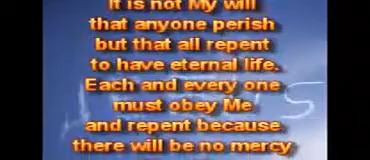 It is not My will
that anyone perish
but that all repent
to have eternal life.
Each and every one
must obey Me
and repent because
there will be no mercy